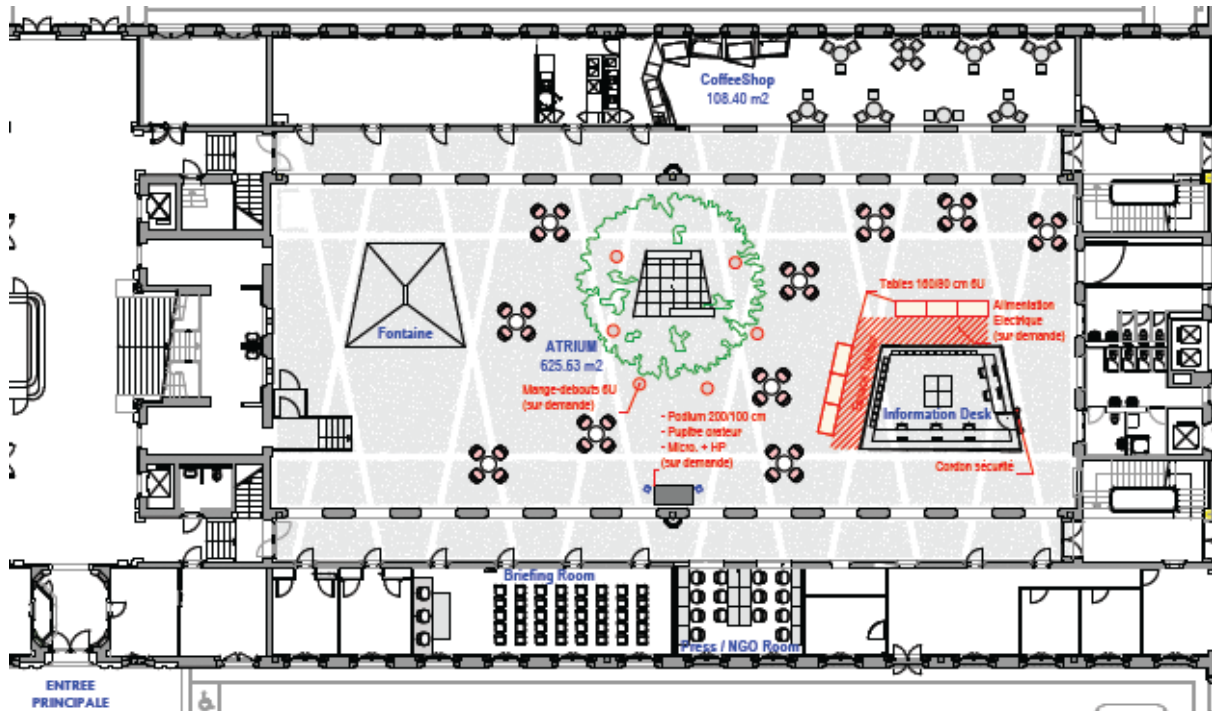 CoffeeShop
108.40 m2
Tables 160/80 cm 6U
Alimentation
Electrique
(sur demande)
Fontaine
ATRIUM
625.63 m2
Mange-debouts 6U
(sur demande)
- Podium 200/100 cm
- Pupitre orateur
- Micro. + HP
(sur demande)
Information Desk
Cordon sécurité
Briefing Room
Press / NGO Room
ENTREE
PRINCIPALE